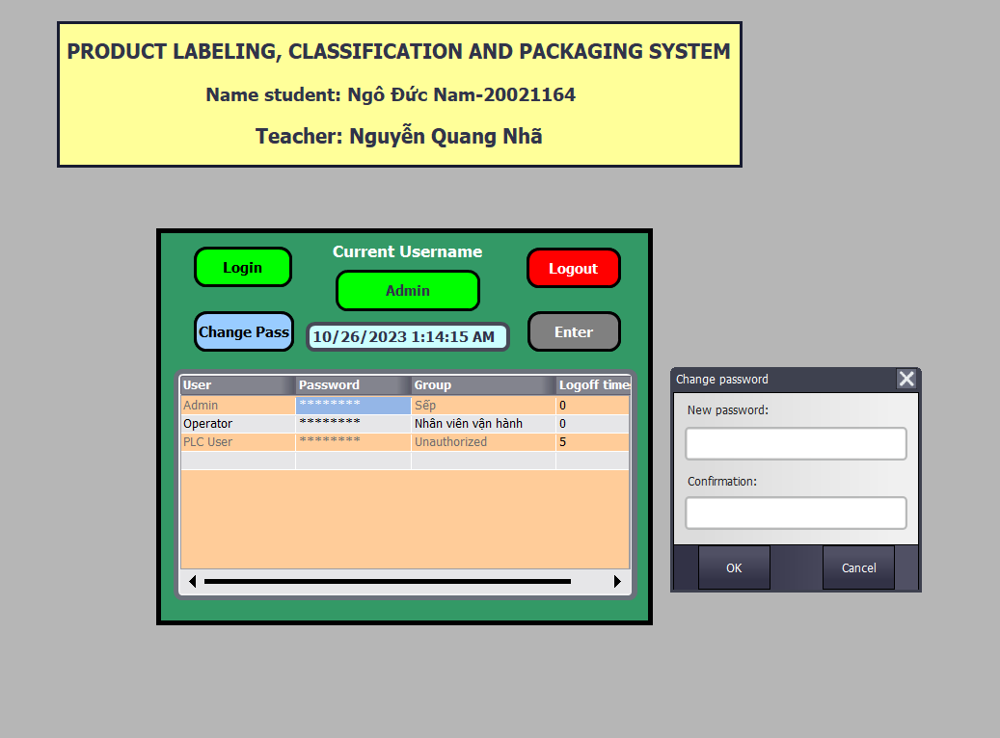 PRODUCT LABELING, CLASSIFICATION AND PACKAGING SYSTEM
Name student: Ngô Đức Nam-20021164
Teacher: Nguyễn Quang Nhã
Login
Current Username
Logout
Admin
Change Pass
10/26/2023 1:14:15 AM
Enter
User Password Group Logoff time
Admin ******** Sếp 0
Operator ******** Nhân viên vận hành 0
PLC User ******** Unauthorized 5
Change password
New password:
Confirmation:
OK Cancel